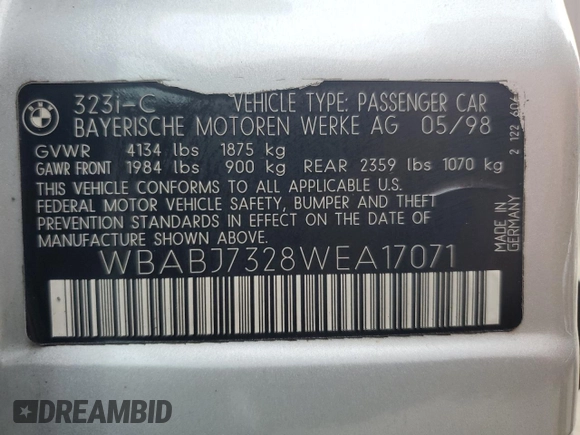 BMW
323i-C VEHICLE TYPE: PASSENGER CAR
BAYERISCHE MOTOREN WERKE AG 05/98
GVWR 4134 lbs 1875 kg
GAWR FRONT 1984 lbs 900 kg REAR 2359 lbs 1070 kg
THIS VEHICLE CONFORMS TO ALL APPLICABLE U.S.
FEDERAL MOTOR VEHICLE SAFETY, BUMPER AND THEFT
PREVENTION STANDARDS IN EFFECT ON THE DATE OF
MANUFACTURE SHOWN ABOVE.
WBABJ7328WEA17071
MADE IN
GERMANY
2 122 604
DREAMBID